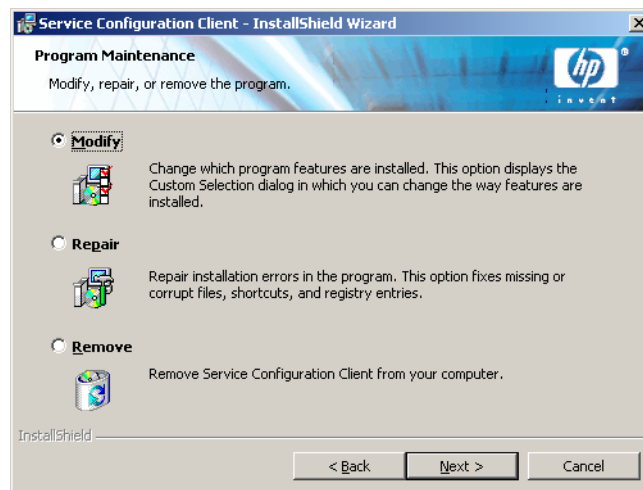 Service Configuration Client - InstallShield Wizard
Program Maintenance
Modify, repair, or remove the program.
hp
invent
Modify
Change which program features are installed. This option displays the
Custom Selection dialog in which you can change the way features are
installed.
Repair
Repair installation errors in the program. This option fixes missing or
corrupt files, shortcuts, and registry entries.
Remove
Remove Service Configuration Client from your computer.
InstallShield
< Back
Next >
Cancel